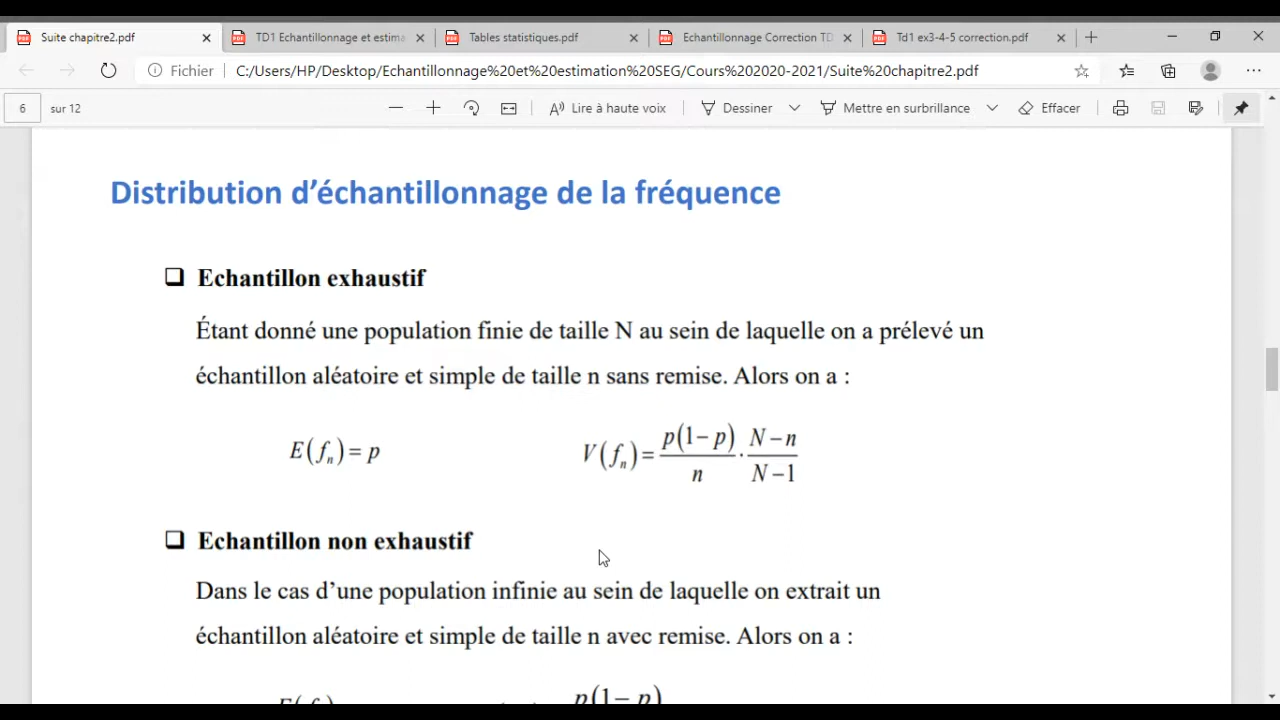 Suite chapitre2.pdf
TD1 Echantillonnage et estima
Tables statistiques.pdf
Echantillonnage Correction TD
Td1 ex3-4-5 correction.pdf
Fichier
C:/Users/HP/Desktop/Echantillonnage%20et%20estimation%20SEG/Cours%202020-2021/Suite%20chapitre2.pdf
6 sur 12
Lire à haute voix
Dessiner
Mettre en surbrillance
Effacer
Distribution d’échantillonnage de la fréquence
❑ Echantillon exhaustif
Étant donné une population finie de taille N au sein de laquelle on a prélevé un
échantillon aléatoire et simple de taille n sans remise. Alors on a :
E(fₙ) = p V(fₙ) = p(1−p)/n · N−n/N−1
❑ Echantillon non exhaustif
Dans le cas d’une population infinie au sein de laquelle on extrait un
échantillon aléatoire et simple de taille n avec remise. Alors on a :
p(1− p)